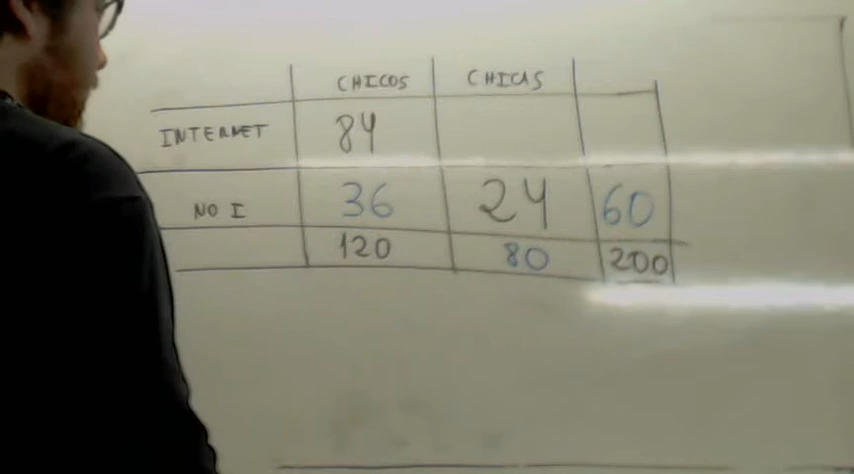 CHICOS CHICAS
INTERNET 84
NO I 36 24 60
120 80 200